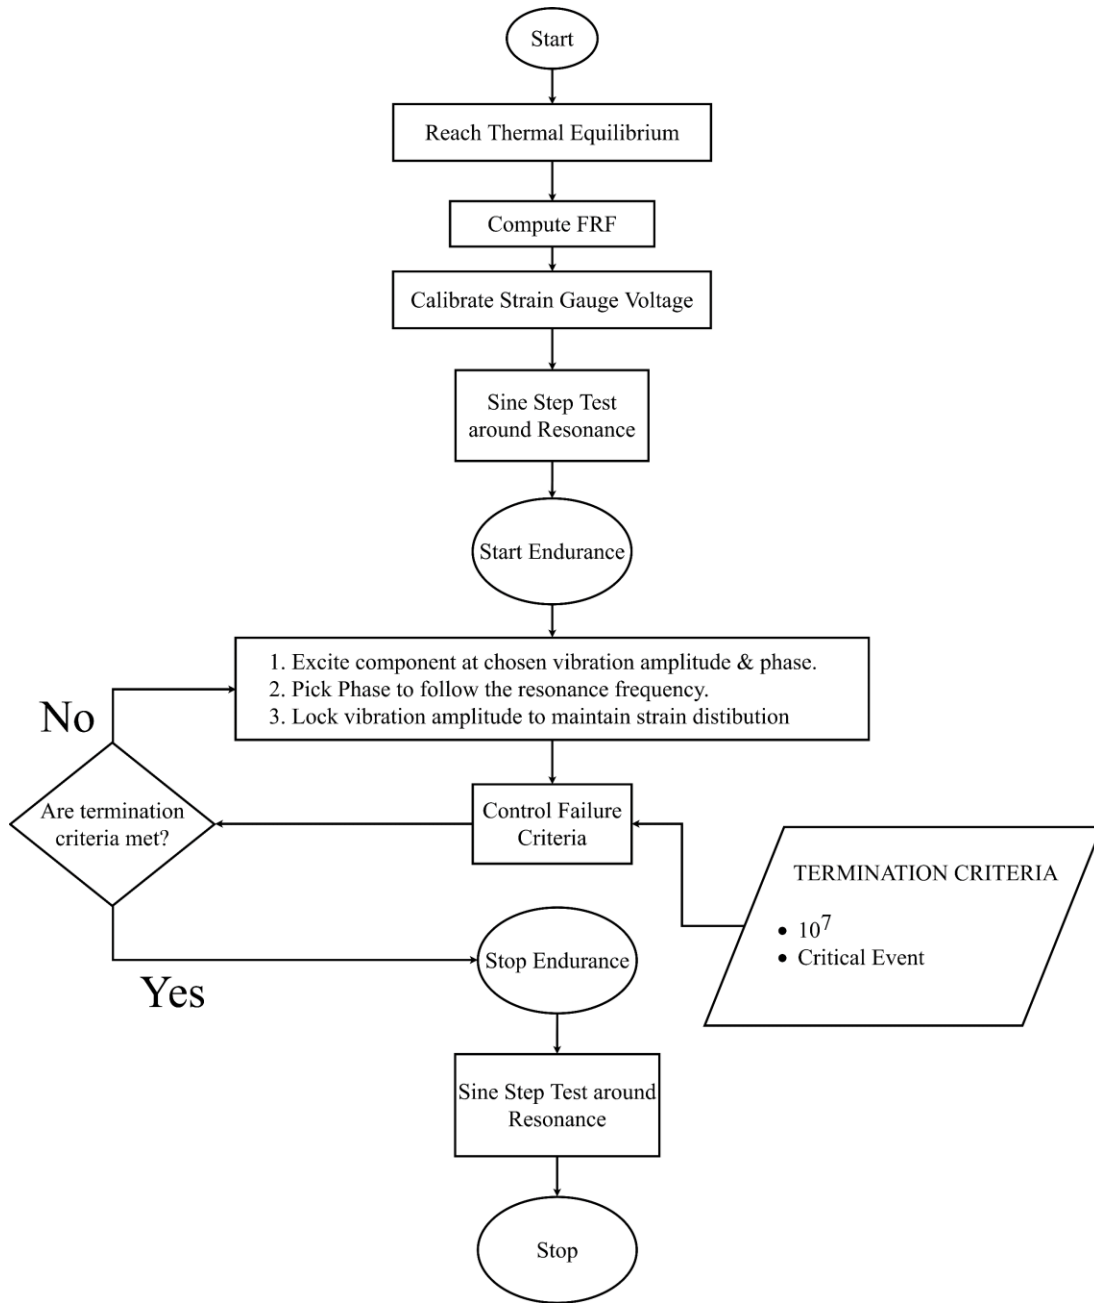 Start
Reach Thermal Equilibrium
Compute FRF
Calibrate Strain Gauge Voltage
Sine Step Test
around Resonance
Start Endurance
1. Excite component at chosen vibration amplitude & phase.
2. Pick Phase to follow the resonance frequency.
3. Lock vibration amplitude to maintain strain distibution
No
Are termination
criteria met?
Control Failure
Criteria
TERMINATION CRITERIA
• 10⁷
• Critical Event
Yes
Stop Endurance
Sine Step Test around
Resonance
Stop